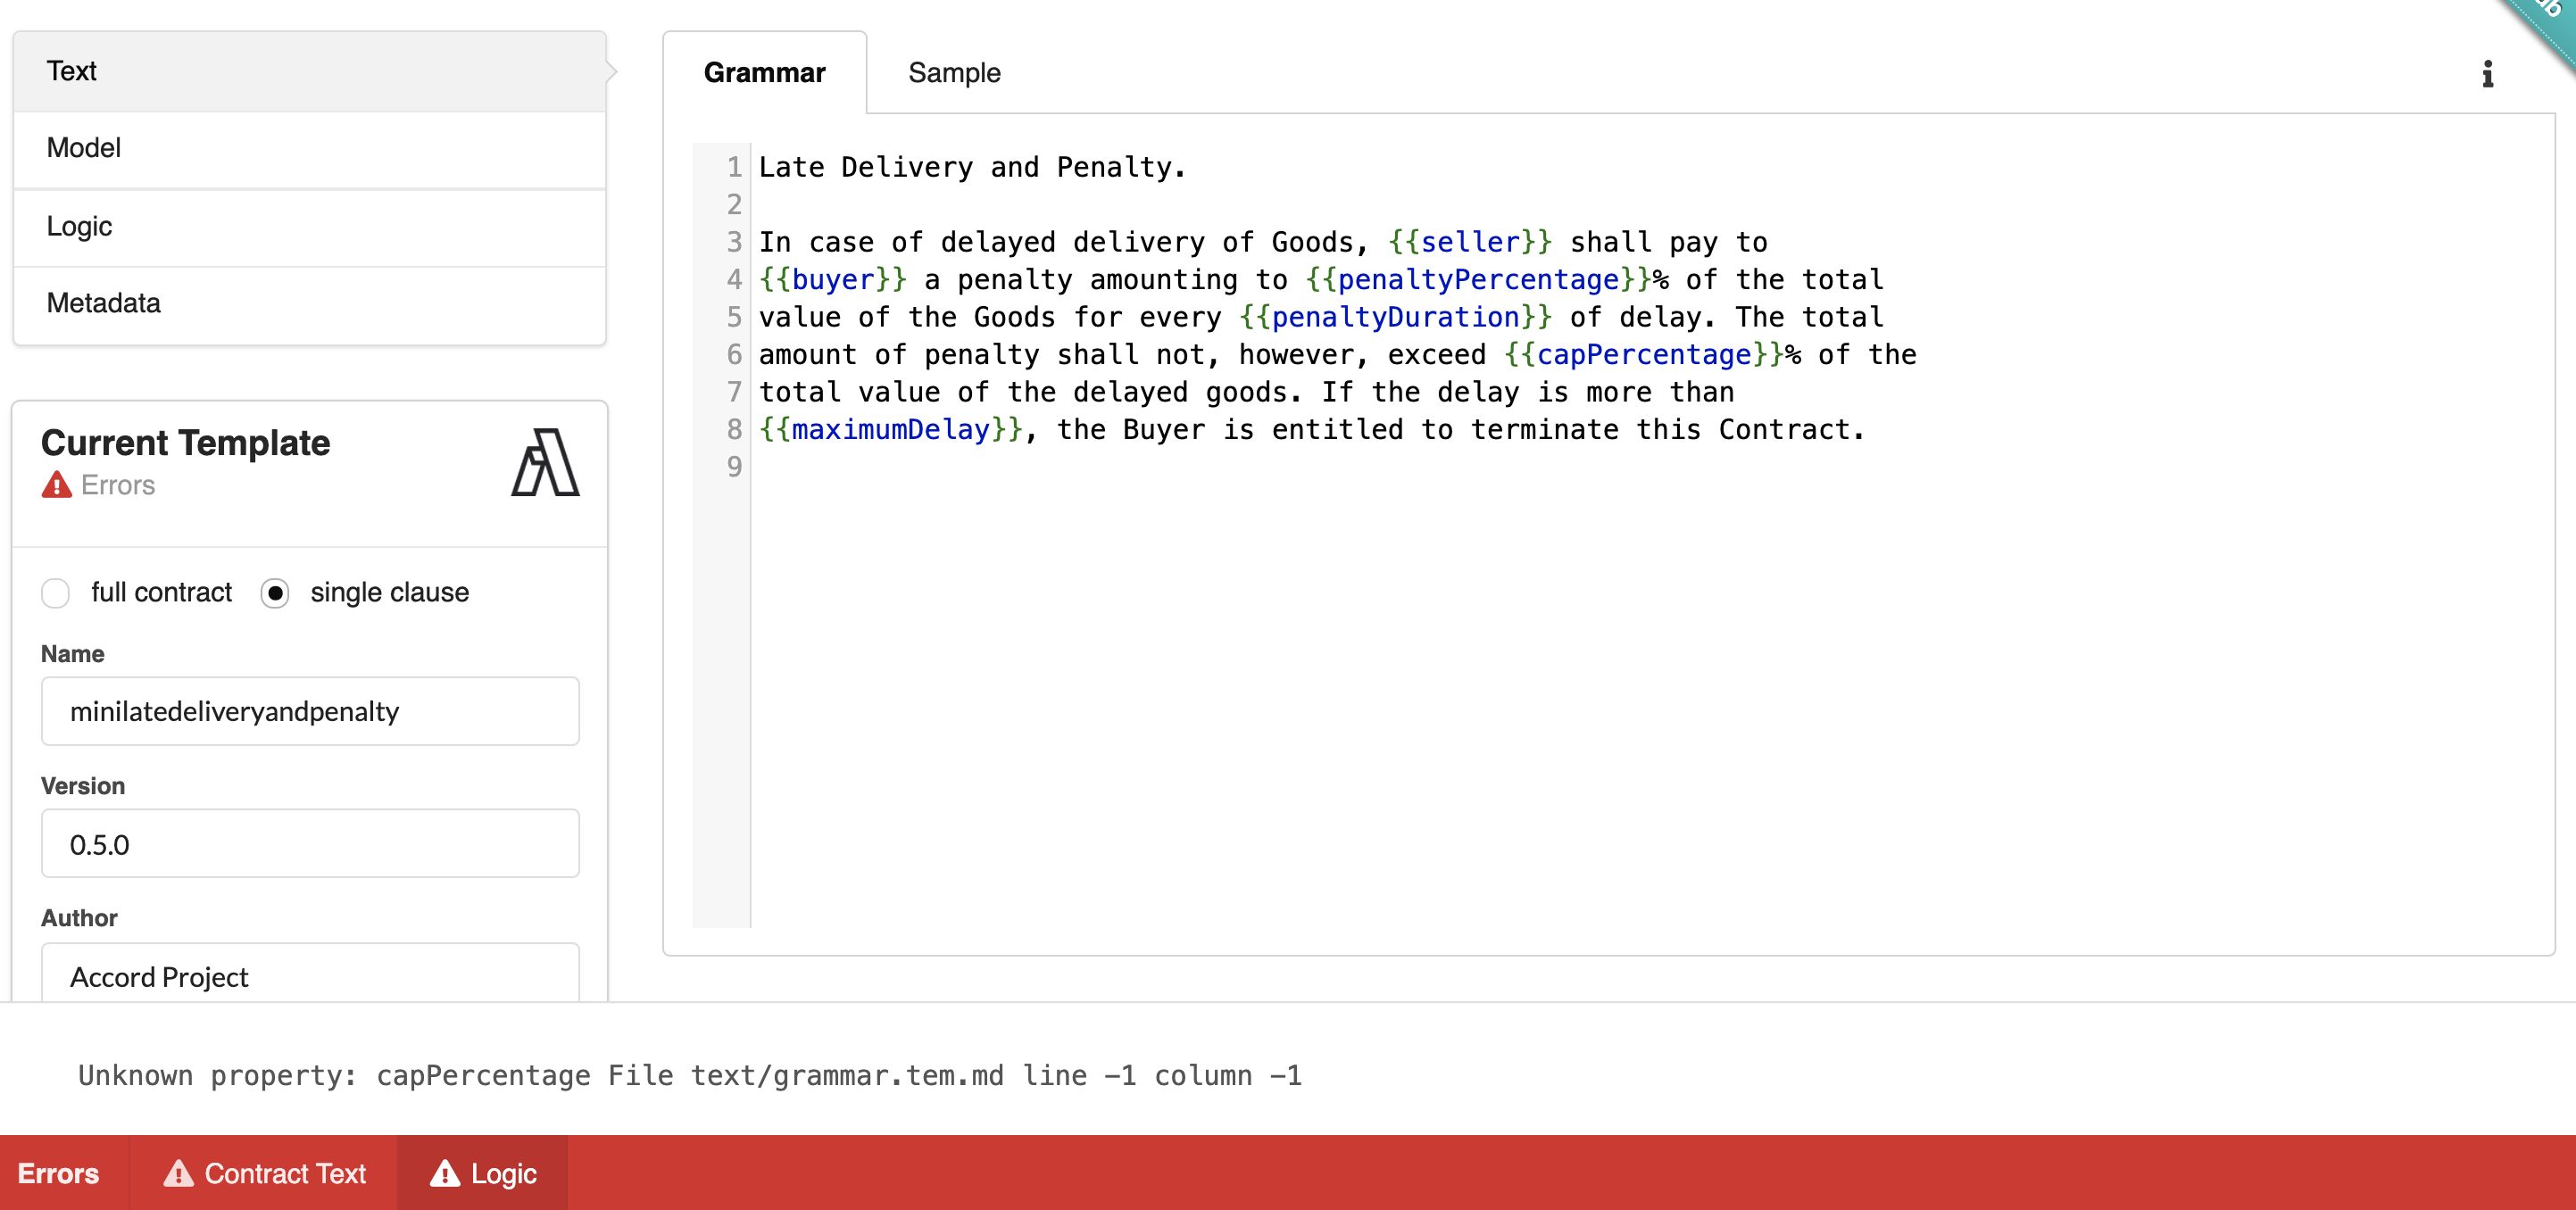 Text
Model
Logic
Metadata
Current Template
Errors
full contract single clause
Name
minilatedeliveryandpenalty
Version
0.5.0
Author
Accord Project
Grammar Sample
1 Late Delivery and Penalty.
2
3 In case of delayed delivery of Goods, {{seller}} shall pay to
4 {{buyer}} a penalty amounting to {{penaltyPercentage}}% of the total
5 value of the Goods for every {{penaltyDuration}} of delay. The total
6 amount of penalty shall not, however, exceed {{capPercentage}}% of the
7 total value of the delayed goods. If the delay is more than
8 {{maximumDelay}}, the Buyer is entitled to terminate this Contract.
9
Unknown property: capPercentage File text/grammar.tem.md line -1 column -1
Errors Contract Text Logic